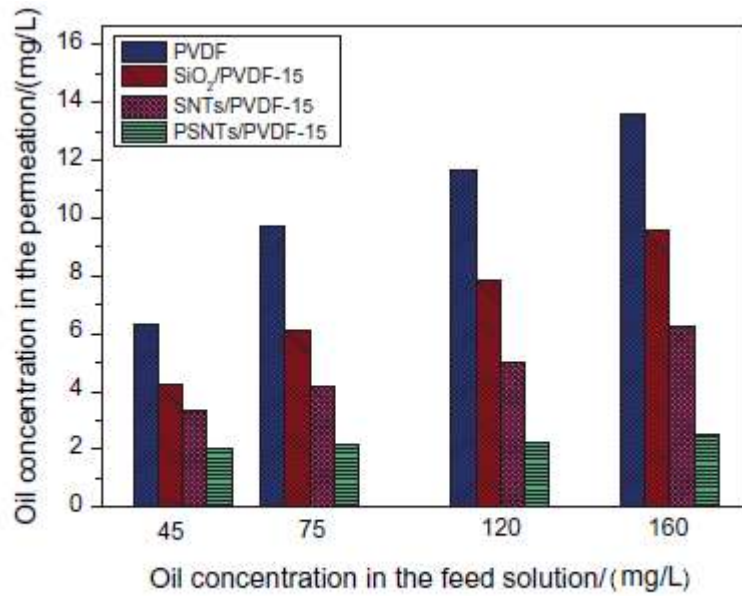 Oil concentration in the permeation/(mg/L)
16
14
12
10
8
6
4
2
0
PVDF
SiO₂/PVDF-15
SNTs/PVDF-15
PSNTs/PVDF-15
45 75 120 160
Oil concentration in the feed solution/(mg/L)